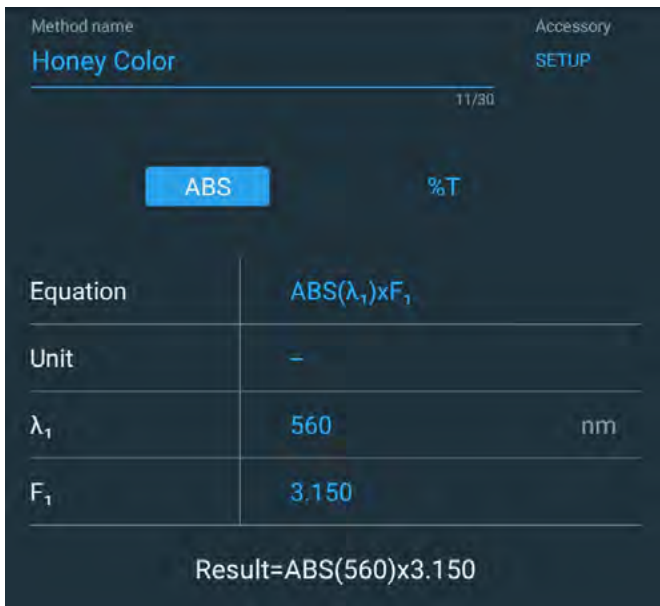 Method name
Accessory
Honey Color
SETUP
11/30
ABS
%T
Equation
ABS(λ₁)xF₁
Unit
–
λ₁
560
nm
F₁
3.150
Result=ABS(560)x3.150